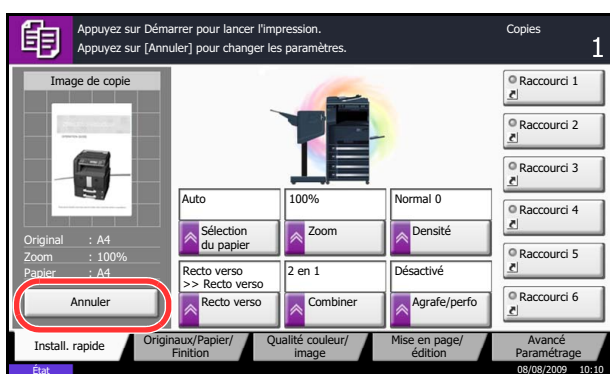 Appuyez sur Démarrer pour lancer l'impression.
Appuyez sur [Annuler] pour changer les paramètres.
Copies
1
Image de copie
Original : A4
Zoom : 100%
Papier : A4
Annuler
Auto
Sélection
du papier
100%
Zoom
Normal 0
Densité
Recto verso
>> Recto verso
Recto verso
2 en 1
Combiner
Désactivé
Agrafe/perfo
Raccourci 1
Raccourci 2
Raccourci 3
Raccourci 4
Raccourci 5
Raccourci 6
Install. rapide
Originaux/Papier/
Finition
Qualité couleur/
image
Mise en page/
édition
Avancé
Paramétrage
État
08/08/2009 10:10